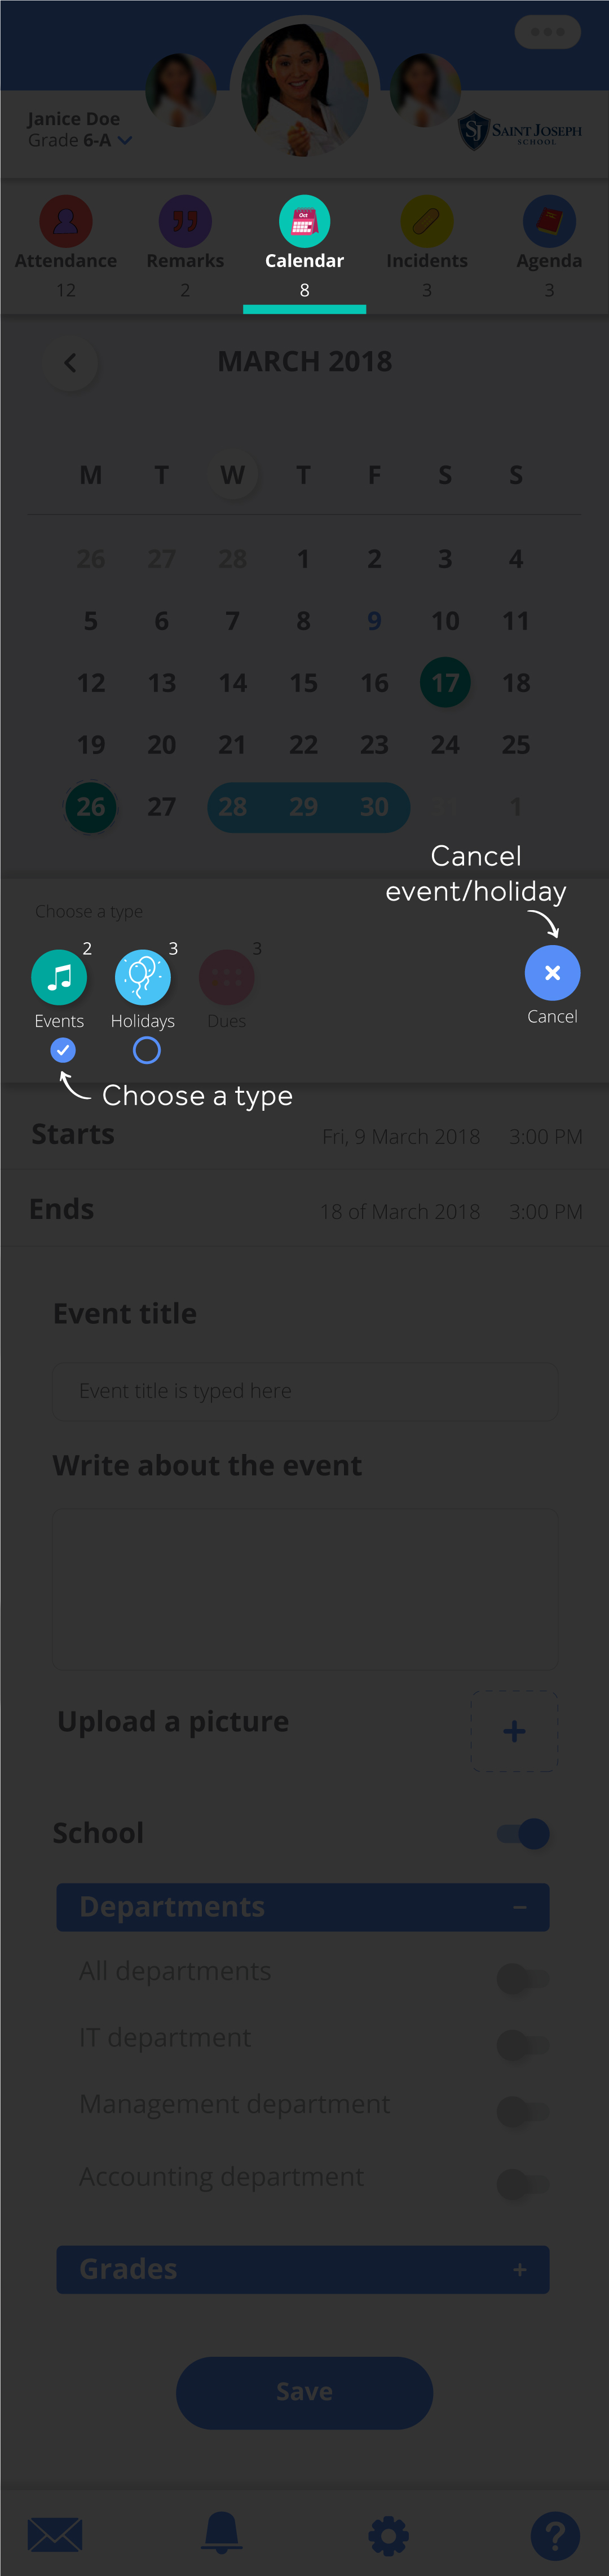 Janice Doe
Grade 6-A
SJ SAINT JOSEPH
SCHOOL
Attendance Remarks Calendar Incidents Agenda
12 2 8 3 3
Oct
MARCH 2018
M T W T F S S
26 27 28 1 2 3 4
5 6 7 8 9 10 11
12 13 14 15 16 17 18
19 20 21 22 23 24 25
26 27 28 29 30 31 1
Cancel
event/holiday
Choose a type
2 3 3
Events Holidays Dues Cancel
Choose a type
Starts Fri, 9 March 2018 3:00 PM
Ends 18 of March 2018 3:00 PM
Event title
Event title is typed here
Write about the event
Upload a picture +
School
Departments −
All departments
IT department
Management department
Accounting department
Grades +
Save
?